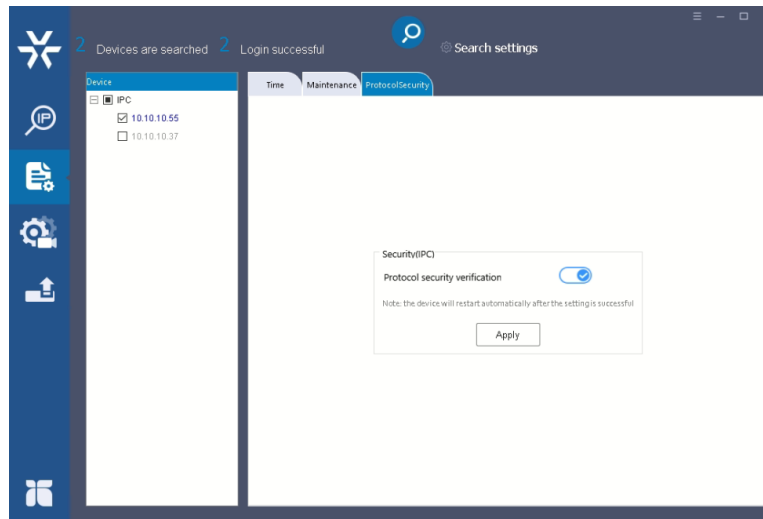 2 Devices are searched 2 Login successful
Search settings
Device
Time Maintenance ProtocolSecurity
IPC
10.10.10.55
10.10.10.37
IP
Security(IPC)
Protocol security verification
Note: the device will restart automatically after the setting is successful
Apply